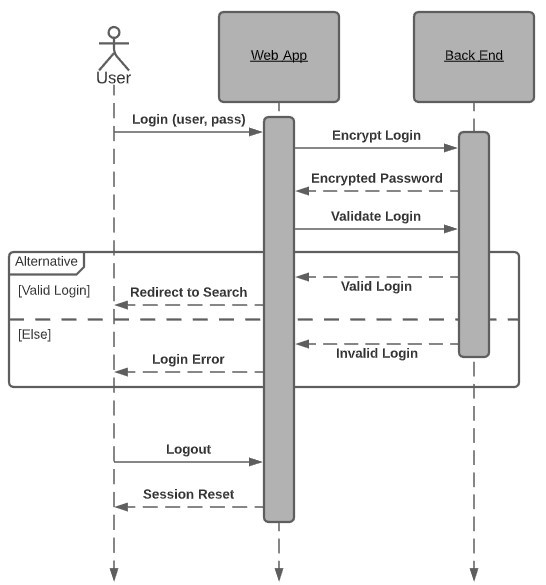 Web App
Back End
User
Login (user, pass)
Encrypt Login
Encrypted Password
Validate Login
Alternative
[Valid Login]
Valid Login
Redirect to Search
[Else]
Invalid Login
Login Error
Logout
Session Reset